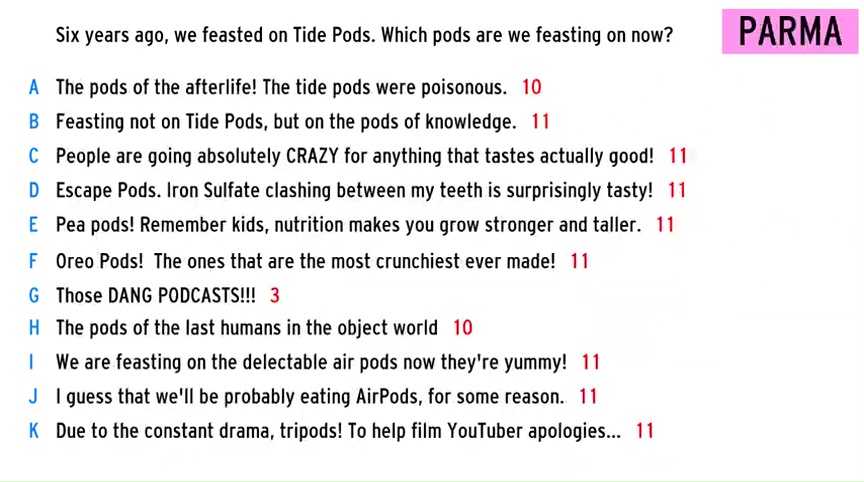 Six years ago, we feasted on Tide Pods. Which pods are we feasting on now?
PARMA
A The pods of the afterlife! The tide pods were poisonous. 10
B Feasting not on Tide Pods, but on the pods of knowledge. 11
C People are going absolutely CRAZY for anything that tastes actually good! 11
D Escape Pods. Iron Sulfate clashing between my teeth is surprisingly tasty! 11
E Pea pods! Remember kids, nutrition makes you grow stronger and taller. 11
F Oreo Pods! The ones that are the most crunchiest ever made! 11
G Those DANG PODCASTS!!! 3
H The pods of the last humans in the object world 10
I We are feasting on the delectable air pods now they're yummy! 11
J I guess that we'll be probably eating AirPods, for some reason. 11
K Due to the constant drama, tripods! To help film YouTuber apologies... 11